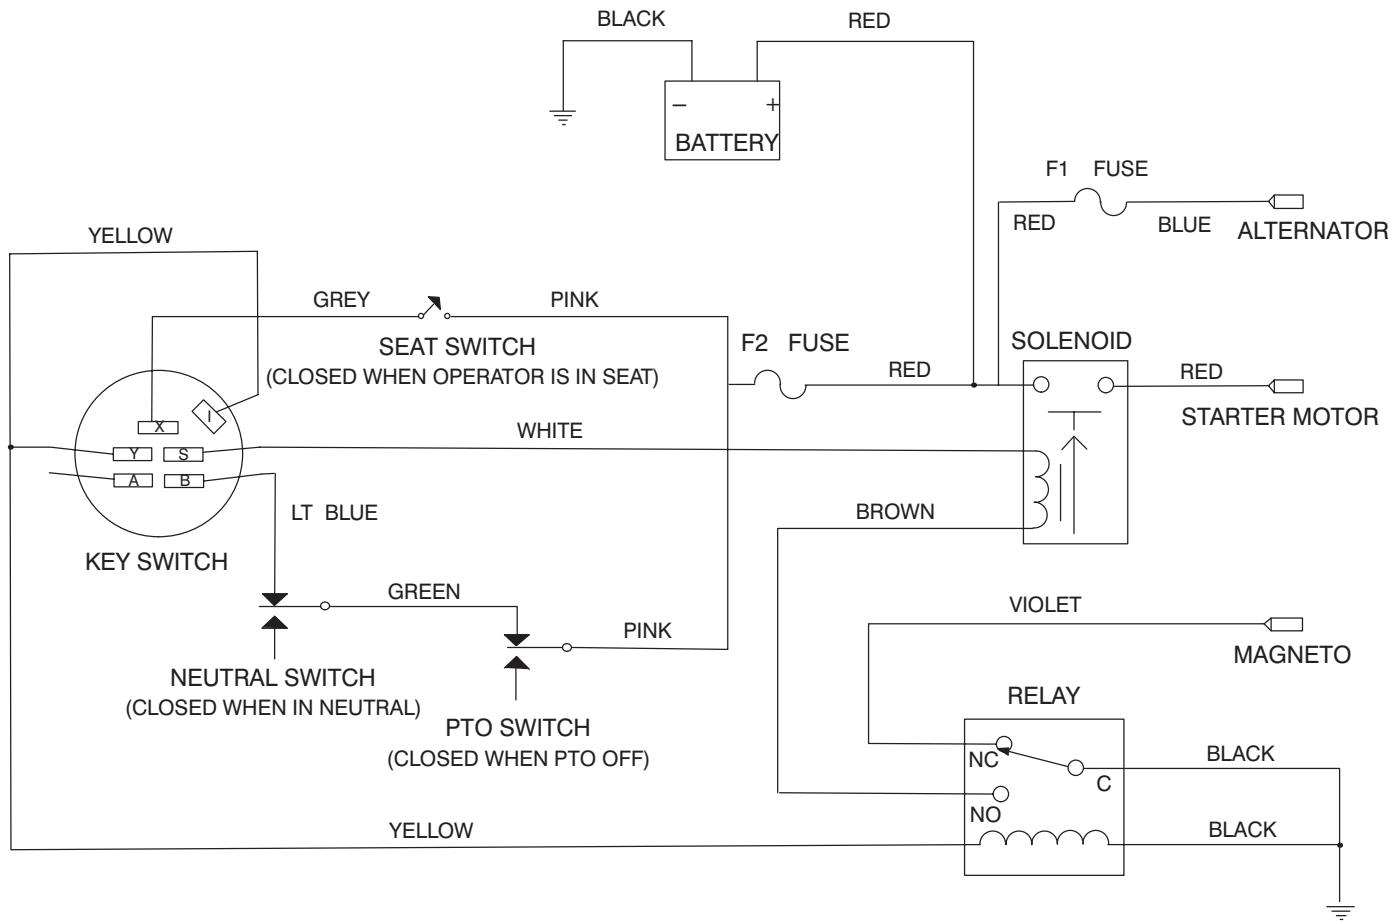 BLACK
RED
− +
BATTERY
F1 FUSE
RED
BLUE
ALTERNATOR
YELLOW
GREY
PINK
SEAT SWITCH
(CLOSED WHEN OPERATOR IS IN SEAT)
F2 FUSE
RED
SOLENOID
RED
STARTER MOTOR
I
X
Y S
A B
KEY SWITCH
WHITE
LT BLUE
BROWN
GREEN
PINK
NEUTRAL SWITCH
(CLOSED WHEN IN NEUTRAL)
PTO SWITCH
(CLOSED WHEN PTO OFF)
VIOLET
MAGNETO
RELAY
NC
C
NO
BLACK
YELLOW
BLACK